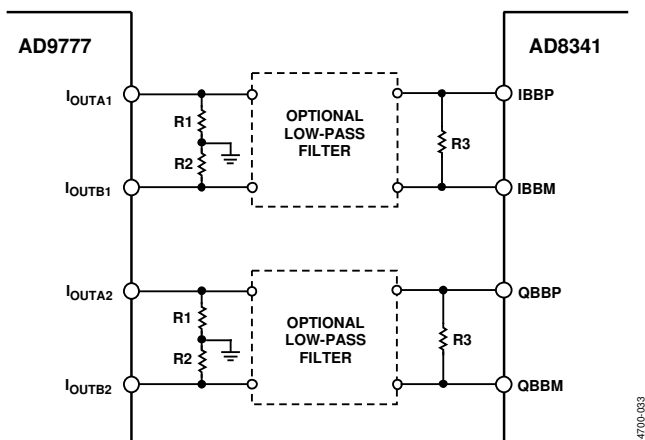 AD9777
AD8341
IOUTA1
R1
R2
IOUTB1
OPTIONAL
LOW-PASS
FILTER
R3
IBBP
IBBM
IOUTA2
R1
R2
IOUTB2
OPTIONAL
LOW-PASS
FILTER
R3
QBBP
QBBM
4700-033